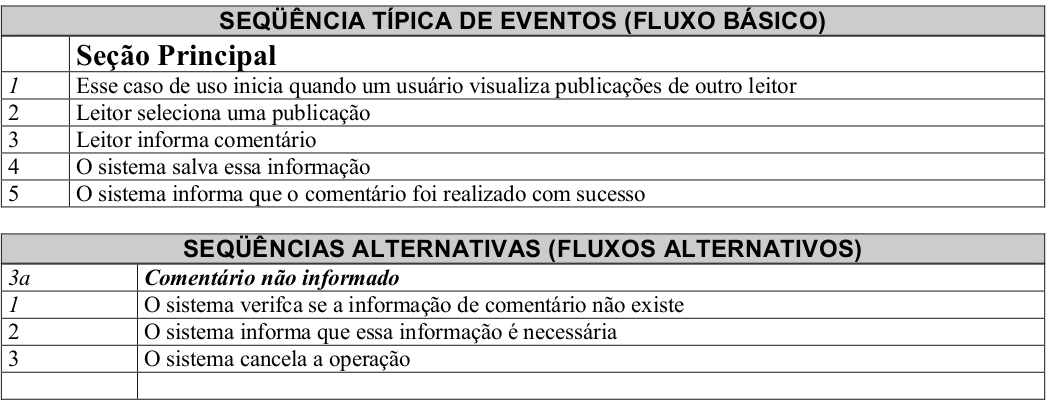 SEQÜÊNCIA TÍPICA DE EVENTOS (FLUXO BÁSICO)
Seção Principal
1 Esse caso de uso inicia quando um usuário visualiza publicações de outro leitor
2 Leitor seleciona uma publicação
3 Leitor informa comentário
4 O sistema salva essa informação
5 O sistema informa que o comentário foi realizado com sucesso
SEQÜÊNCIAS ALTERNATIVAS (FLUXOS ALTERNATIVOS)
3a Comentário não informado
1 O sistema verifca se a informação de comentário não existe
2 O sistema informa que essa informação é necessária
3 O sistema cancela a operação